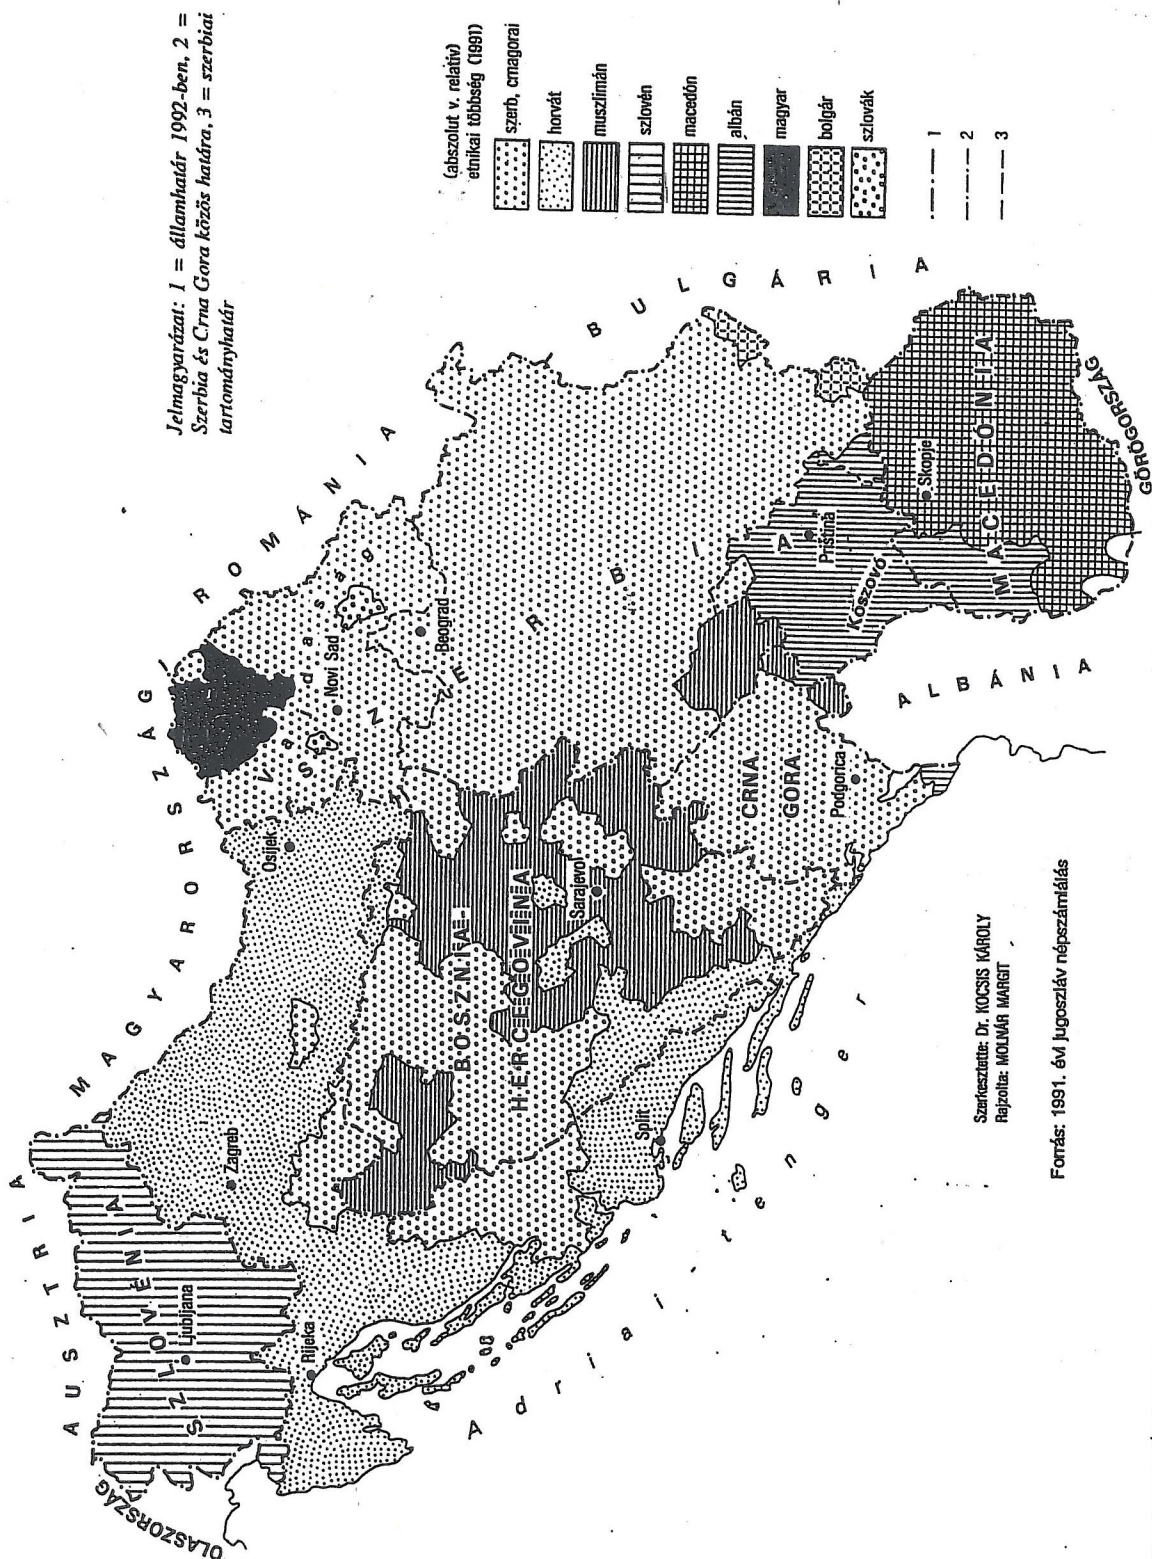 Jelmagyarázat: 1 = államhatár 1992-ben, 2 =
Szerbia és Crna Gora közös határa, 3 = szerbiai
tartományhatár
(abszolut v. relativ)
etnikai többség (1991)
szerb, crnagorai
horvát
muszlimán
szlovén
macedón
albán
magyar
bolgár
szlovák
1
2
3
AUSZTRIA
MAGYARORSZÁG
ROMÁNIA
BULGÁRIA
OLASZORSZÁG
GÖRÖGORSZÁG
ALBÁNIA
SZLOVÉNIA
Ljubljana
Rijeka
Zagreb
Osijek
Vajdaság
Novi Sad
Beograd
SZERBIA
BOSZNIA-
HERCEGOVINA
Sarajevo
Split
CRNA
GORA
Podgorica
Koszovó
Priština
Skopje
MACEDÓNIA
Adriai tenger
Szerkesztette: Dr. KOCSIS KÁROLY
Rajzolta: MOLNÁR MARGIT
Forrás: 1991. évi jugoszláv népszámlálás